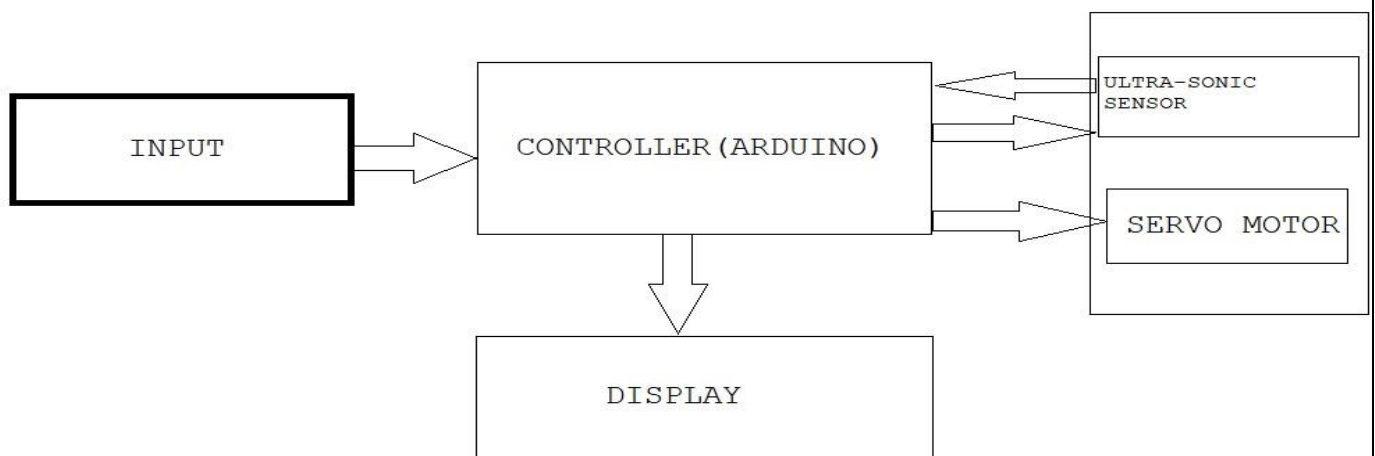 INPUT
CONTROLLER(ARDUINO)
ULTRA-SONIC
SENSOR
SERVO MOTOR
DISPLAY